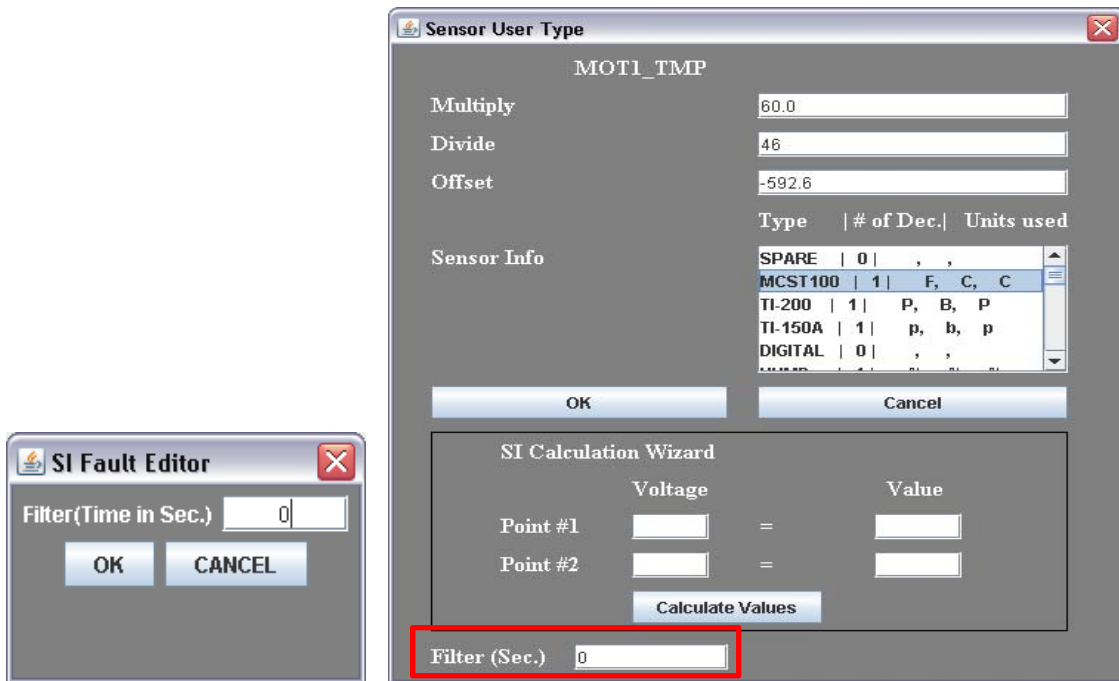 SI Fault Editor
Filter(Time in Sec.) 0
OK CANCEL
Sensor User Type
MOT1_TMP
Multiply 60.0
Divide 46
Offset -592.6
Type | # of Dec.| Units used
Sensor Info
SPARE | 0 | , ,
MCST100 | 1 | F, C, C
TI-200 | 1 | P, B, P
TI-150A | 1 | p, b, p
DIGITAL | 0 | , ,
OK Cancel
SI Calculation Wizard
Voltage Value
Point #1 =
Point #2 =
Calculate Values
Filter (Sec.) 0